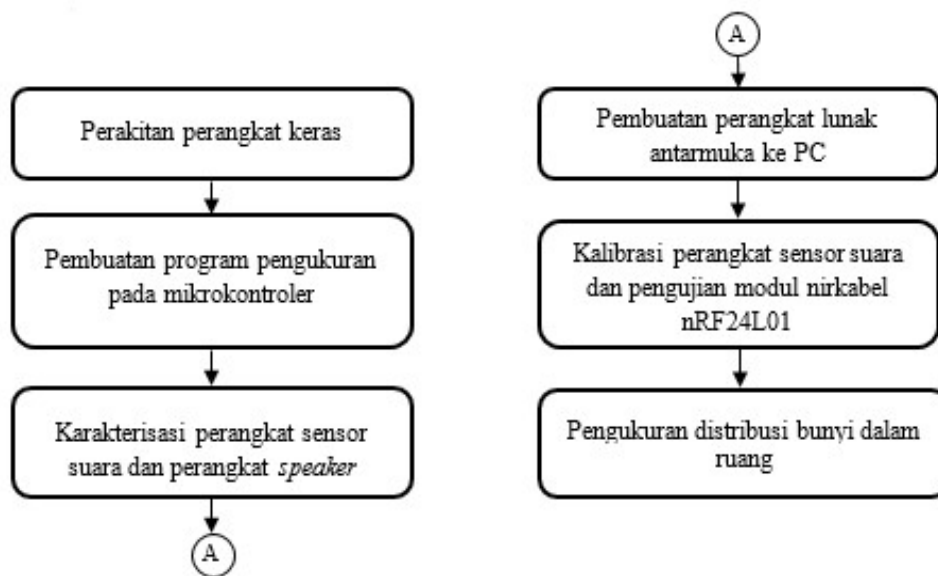 Perakitan perangkat keras
Pembuatan program pengukuran
pada mikrokontroler
Karakterisasi perangkat sensor
suara dan perangkat speaker
A
A
Pembuatan perangkat lunak
antarmuka ke PC
Kalibrasi perangkat sensor suara
dan pengujian modul nirkabel
nRF24L01
Pengukuran distribusi bunyi dalam
ruang